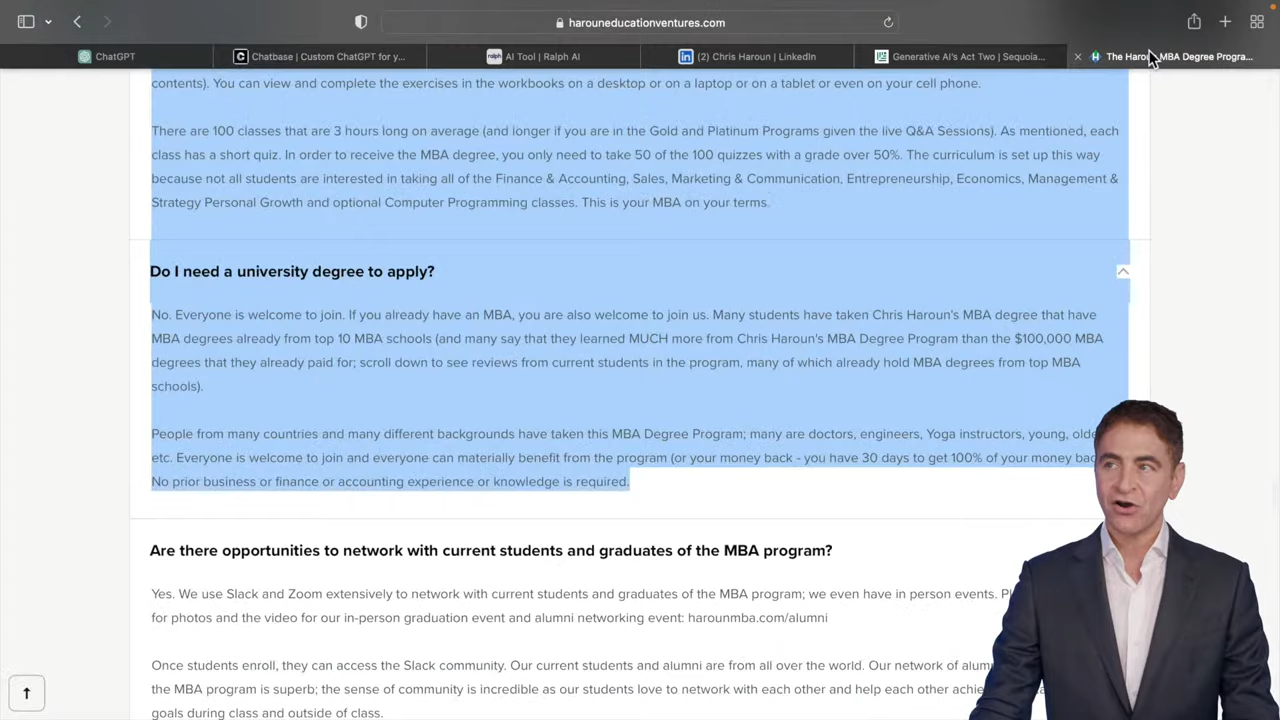 harouneducationventures.com
ChatGPT
Chatbase | Custom ChatGPT for y...
ralph
AI Tool | Ralph AI
(2) Chris Haroun | LinkedIn
Generative AI's Act Two | Sequoia...
The Harou MBA Degree Progra...
contents). You can view and complete the exercises in the workbooks on a desktop or on a laptop or on a tablet or even on your cell phone.
There are 100 classes that are 3 hours long on average (and longer if you are in the Gold and Platinum Programs given the live Q&A Sessions). As mentioned, each
class has a short quiz. In order to receive the MBA degree, you only need to take 50 of the 100 quizzes with a grade over 50%. The curriculum is set up this way
because not all students are interested in taking all of the Finance & Accounting, Sales, Marketing & Communication, Entrepreneurship, Economics, Management &
Strategy Personal Growth and optional Computer Programming classes. This is your MBA on your terms.
Do I need a university degree to apply?
No. Everyone is welcome to join. If you already have an MBA, you are also welcome to join us. Many students have taken Chris Haroun's MBA degree that have
MBA degrees already from top 10 MBA schools (and many say that they learned MUCH more from Chris Haroun's MBA Degree Program than the $100,000 MBA
degrees that they already paid for; scroll down to see reviews from current students in the program, many of which already hold MBA degrees from top MBA
schools).
People from many countries and many different backgrounds have taken this MBA Degree Program; many are doctors, engineers, Yoga instructors, young, olde
etc. Everyone is welcome to join and everyone can materially benefit from the program (or your money back - you have 30 days to get 100% of your money bac
No prior business or finance or accounting experience or knowledge is required.
Are there opportunities to network with current students and graduates of the MBA program?
Yes. We use Slack and Zoom extensively to network with current students and graduates of the MBA program; we even have in person events. Pl
for photos and the video for our in-person graduation event and alumni networking event: harounmba.com/alumni
Once students enroll, they can access the Slack community. Our current students and alumni are from all over the world. Our network of alum
the MBA program is superb; the sense of community is incredible as our students love to network with each other and help each other achie
goals during class and outside of class.